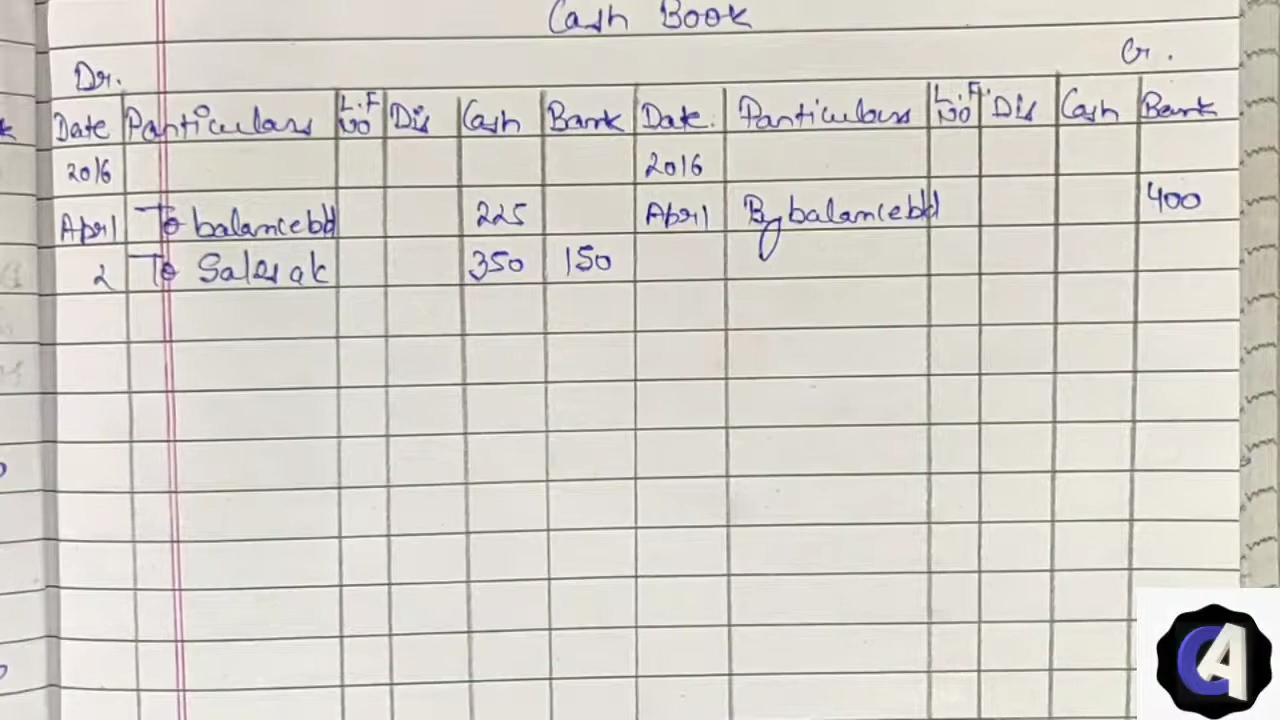 Cash Book
Dr. Cr.
Date Particulars L.F No Dis Cash Bank Date. Particulars L.F. No Dis Cash Bank
2016 2016
April To balance b/d 225 April By balance b/d 400
2 To Sales a/c 350 150
CA